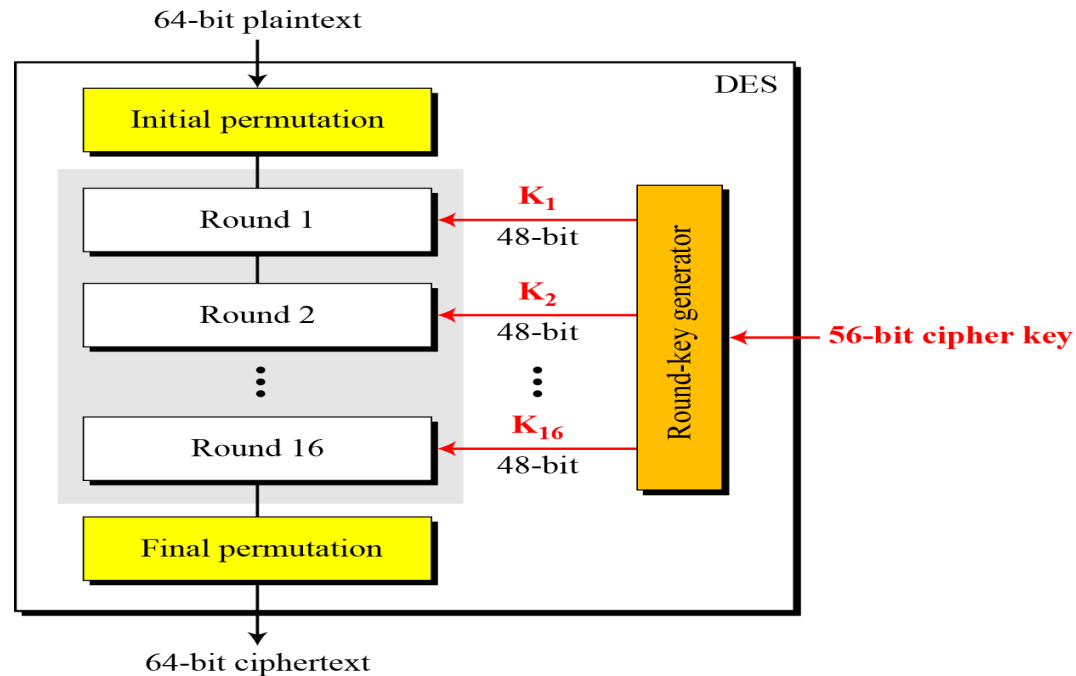 64-bit plaintext
DES
Initial permutation
Round 1
K₁
48-bit
Round 2
K₂
48-bit
Round-key generator
56-bit cipher key
Round 16
K₁₆
48-bit
Final permutation
64-bit ciphertext